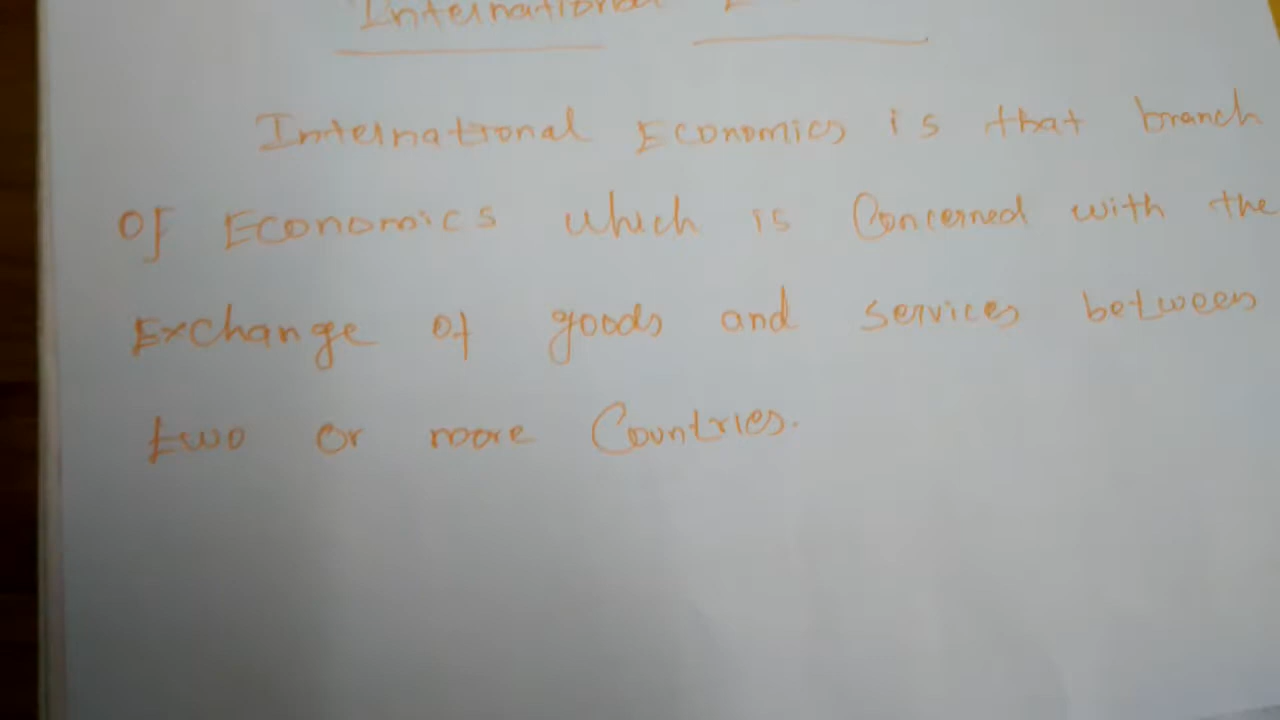 International
International Economics is that branch
Of Economics which is Concerned with the
Exchange of goods and services between
two or more Countries.